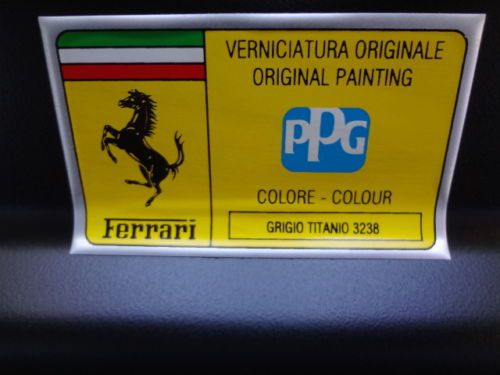 VERNICIATURA ORIGINALE
ORIGINAL PAINTING
PPG
COLORE - COLOUR
GRIGIO TITANIO 3238
Ferrari